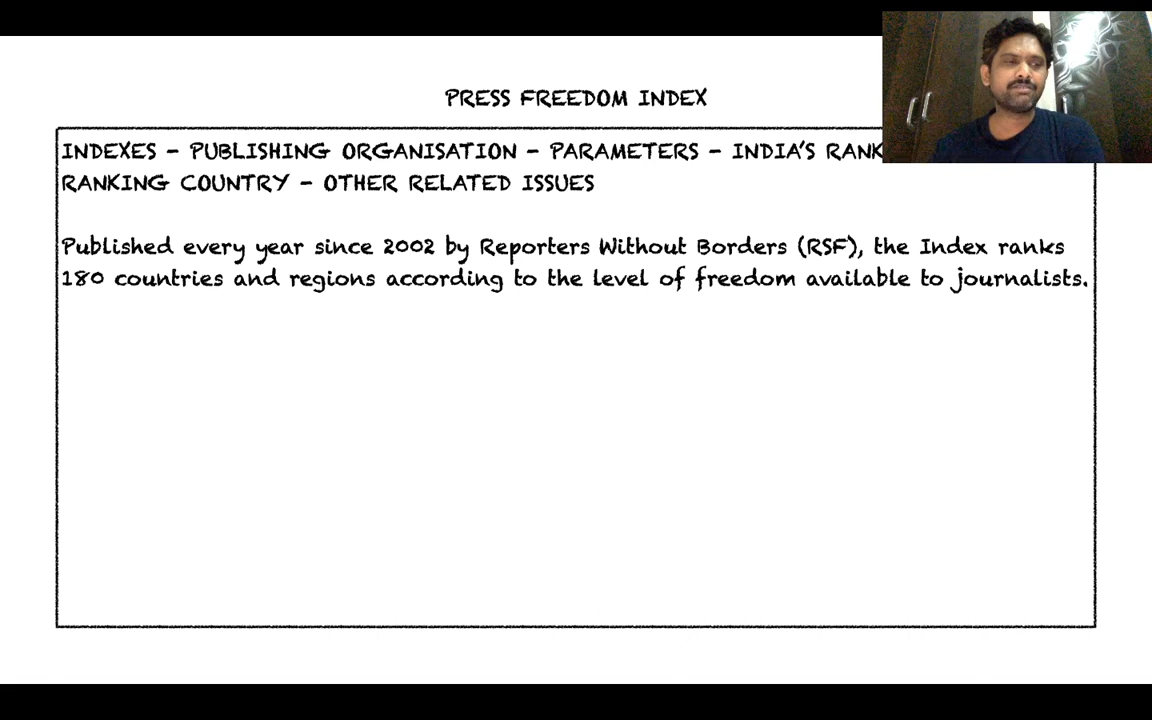 PRESS FREEDOM INDEX
INDEXES - PUBLISHING ORGANISATION - PARAMETERS - INDIA'S RANK
RANKING COUNTRY - OTHER RELATED ISSUES
Published every year since 2002 by Reporters Without Borders (RSF), the Index ranks
180 countries and regions according to the level of freedom available to journalists.